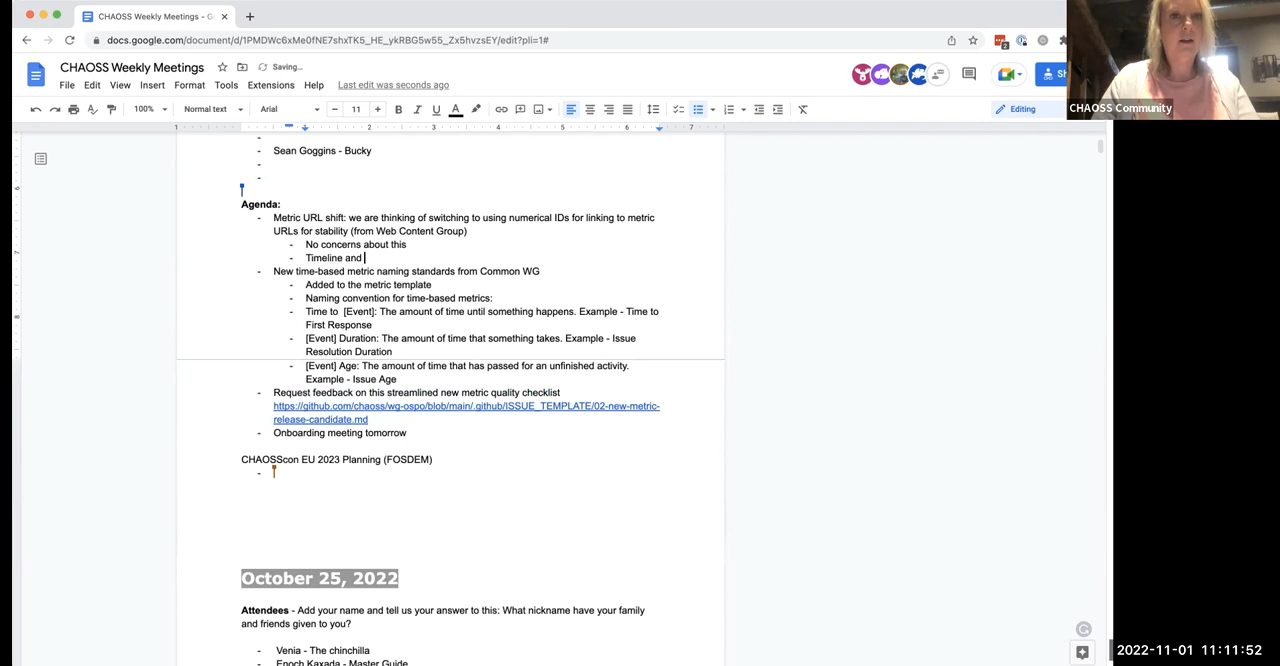 CHAOSS Weekly Meetings - G
docs.google.com/document/d/1PMDWc6xMe0fNE7shxTK5_HE_ykRBG5w55_Zx5hvzsEY/edit?pli=1#
2
CHAOSS Weekly Meetings
Saving...
File Edit View Insert Format Tools Extensions Help Last edit was seconds ago
Sh
100% Normal text Arial 11 B I U A
Editing
CHAOSS Community
1 2 3 4 5 6 7
- 
- Sean Goggins - Bucky
- 
- 
Agenda:
- Metric URL shift: we are thinking of switching to using numerical IDs for linking to metric
URLs for stability (from Web Content Group)
- No concerns about this
- Timeline and
- New time-based metric naming standards from Common WG
- Added to the metric template
- Naming convention for time-based metrics:
- Time to [Event]: The amount of time until something happens. Example - Time to
First Response
- [Event] Duration: The amount of time that something takes. Example - Issue
Resolution Duration
- [Event] Age: The amount of time that has passed for an unfinished activity.
Example - Issue Age
- Request feedback on this streamlined new metric quality checklist
https://github.com/chaoss/wg-ospo/blob/main/.github/ISSUE_TEMPLATE/02-new-metric-
release-candidate.md
- Onboarding meeting tomorrow
CHAOSScon EU 2023 Planning (FOSDEM)
- 
October 25, 2022
Attendees - Add your name and tell us your answer to this: What nickname have your family
and friends given to you?
- Venia - The chinchilla
- Enoch Kaxada - Master Guide
2022-11-01 11:11:52